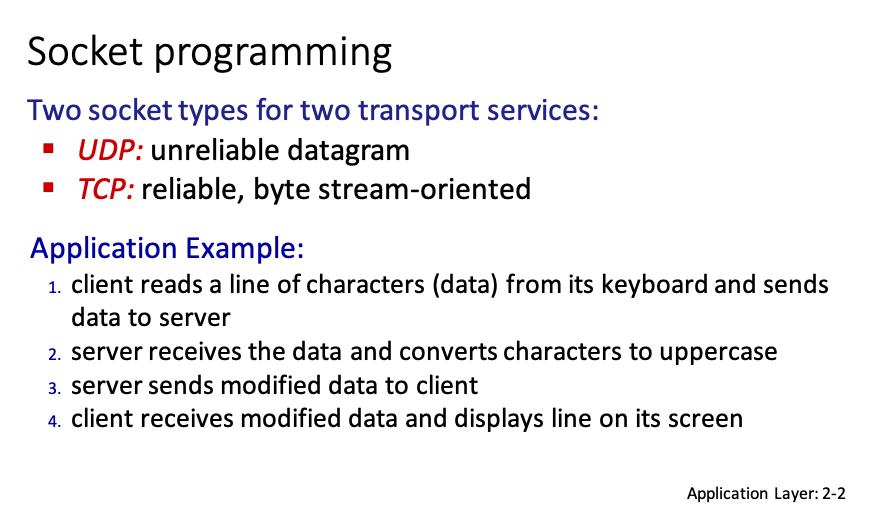 Socket programming
Two socket types for two transport services:
▪ UDP: unreliable datagram
▪ TCP: reliable, byte stream-oriented
Application Example:
1. client reads a line of characters (data) from its keyboard and sends
data to server
2. server receives the data and converts characters to uppercase
3. server sends modified data to client
4. client receives modified data and displays line on its screen
Application Layer: 2-2